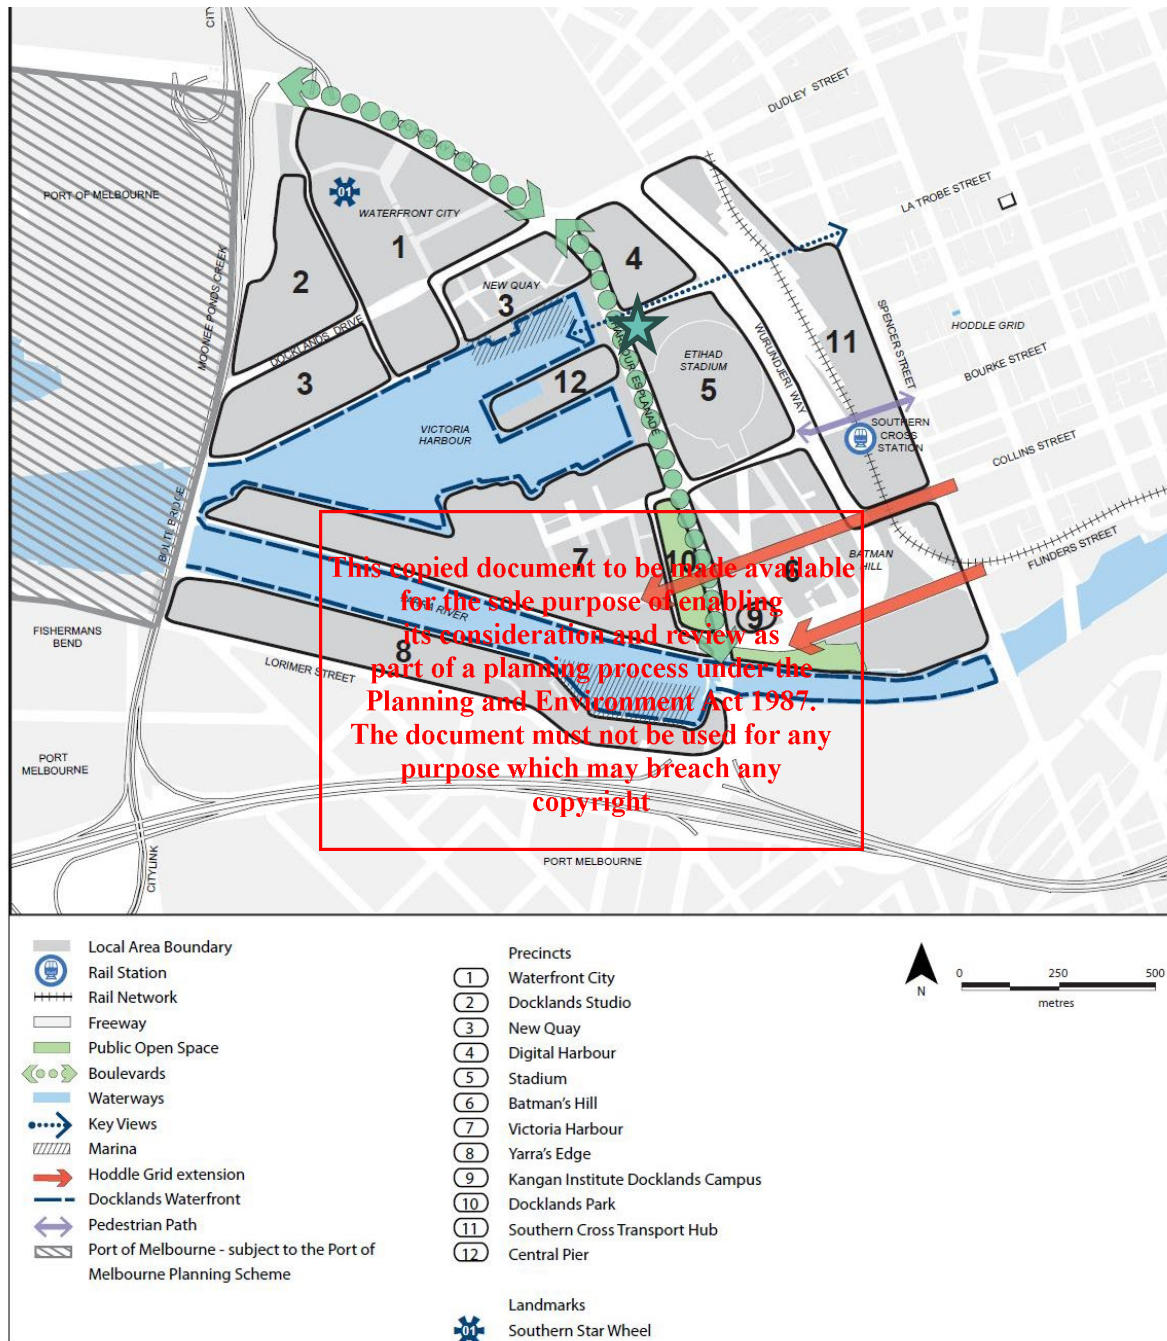 CITY
DUDLEY STREET
PORT OF MELBOURNE
LA TROBE STREET
01
WATERFRONT CITY
1
4
2
NEW QUAY
3
MOONEE PONDS CREEK
SPENCER STREET
HODDLE GRID
DOCKLANDS DRIVE
WURUNDJERI WAY
11
HARBOUR ESPLANADE
ETIHAD
STADIUM
5
BOURKE STREET
3
12
VICTORIA
HARBOUR
SOUTHERN
CROSS
STATION
COLLINS STREET
BOLTE BRIDGE
7
10
6
BATMAN
HILL
FLINDERS STREET
YARRA RIVER
9
FISHERMANS
BEND
8
LORIMER STREET
PORT
MELBOURNE
CITYLINK
PORT MELBOURNE
This copied document to be made available
for the sole purpose of enabling
its consideration and review as
part of a planning process under the
Planning and Environment Act 1987.
The document must not be used for any
purpose which may breach any
copyright
Local Area Boundary
Rail Station
Rail Network
Freeway
Public Open Space
Boulevards
Waterways
Key Views
Marina
Hoddle Grid extension
Docklands Waterfront
Pedestrian Path
Port of Melbourne - subject to the Port of
Melbourne Planning Scheme
Precincts
1 Waterfront City
2 Docklands Studio
3 New Quay
4 Digital Harbour
5 Stadium
6 Batman's Hill
7 Victoria Harbour
8 Yarra's Edge
9 Kangan Institute Docklands Campus
10 Docklands Park
11 Southern Cross Transport Hub
12 Central Pier
Landmarks
01 Southern Star Wheel
N
0 250 500
metres